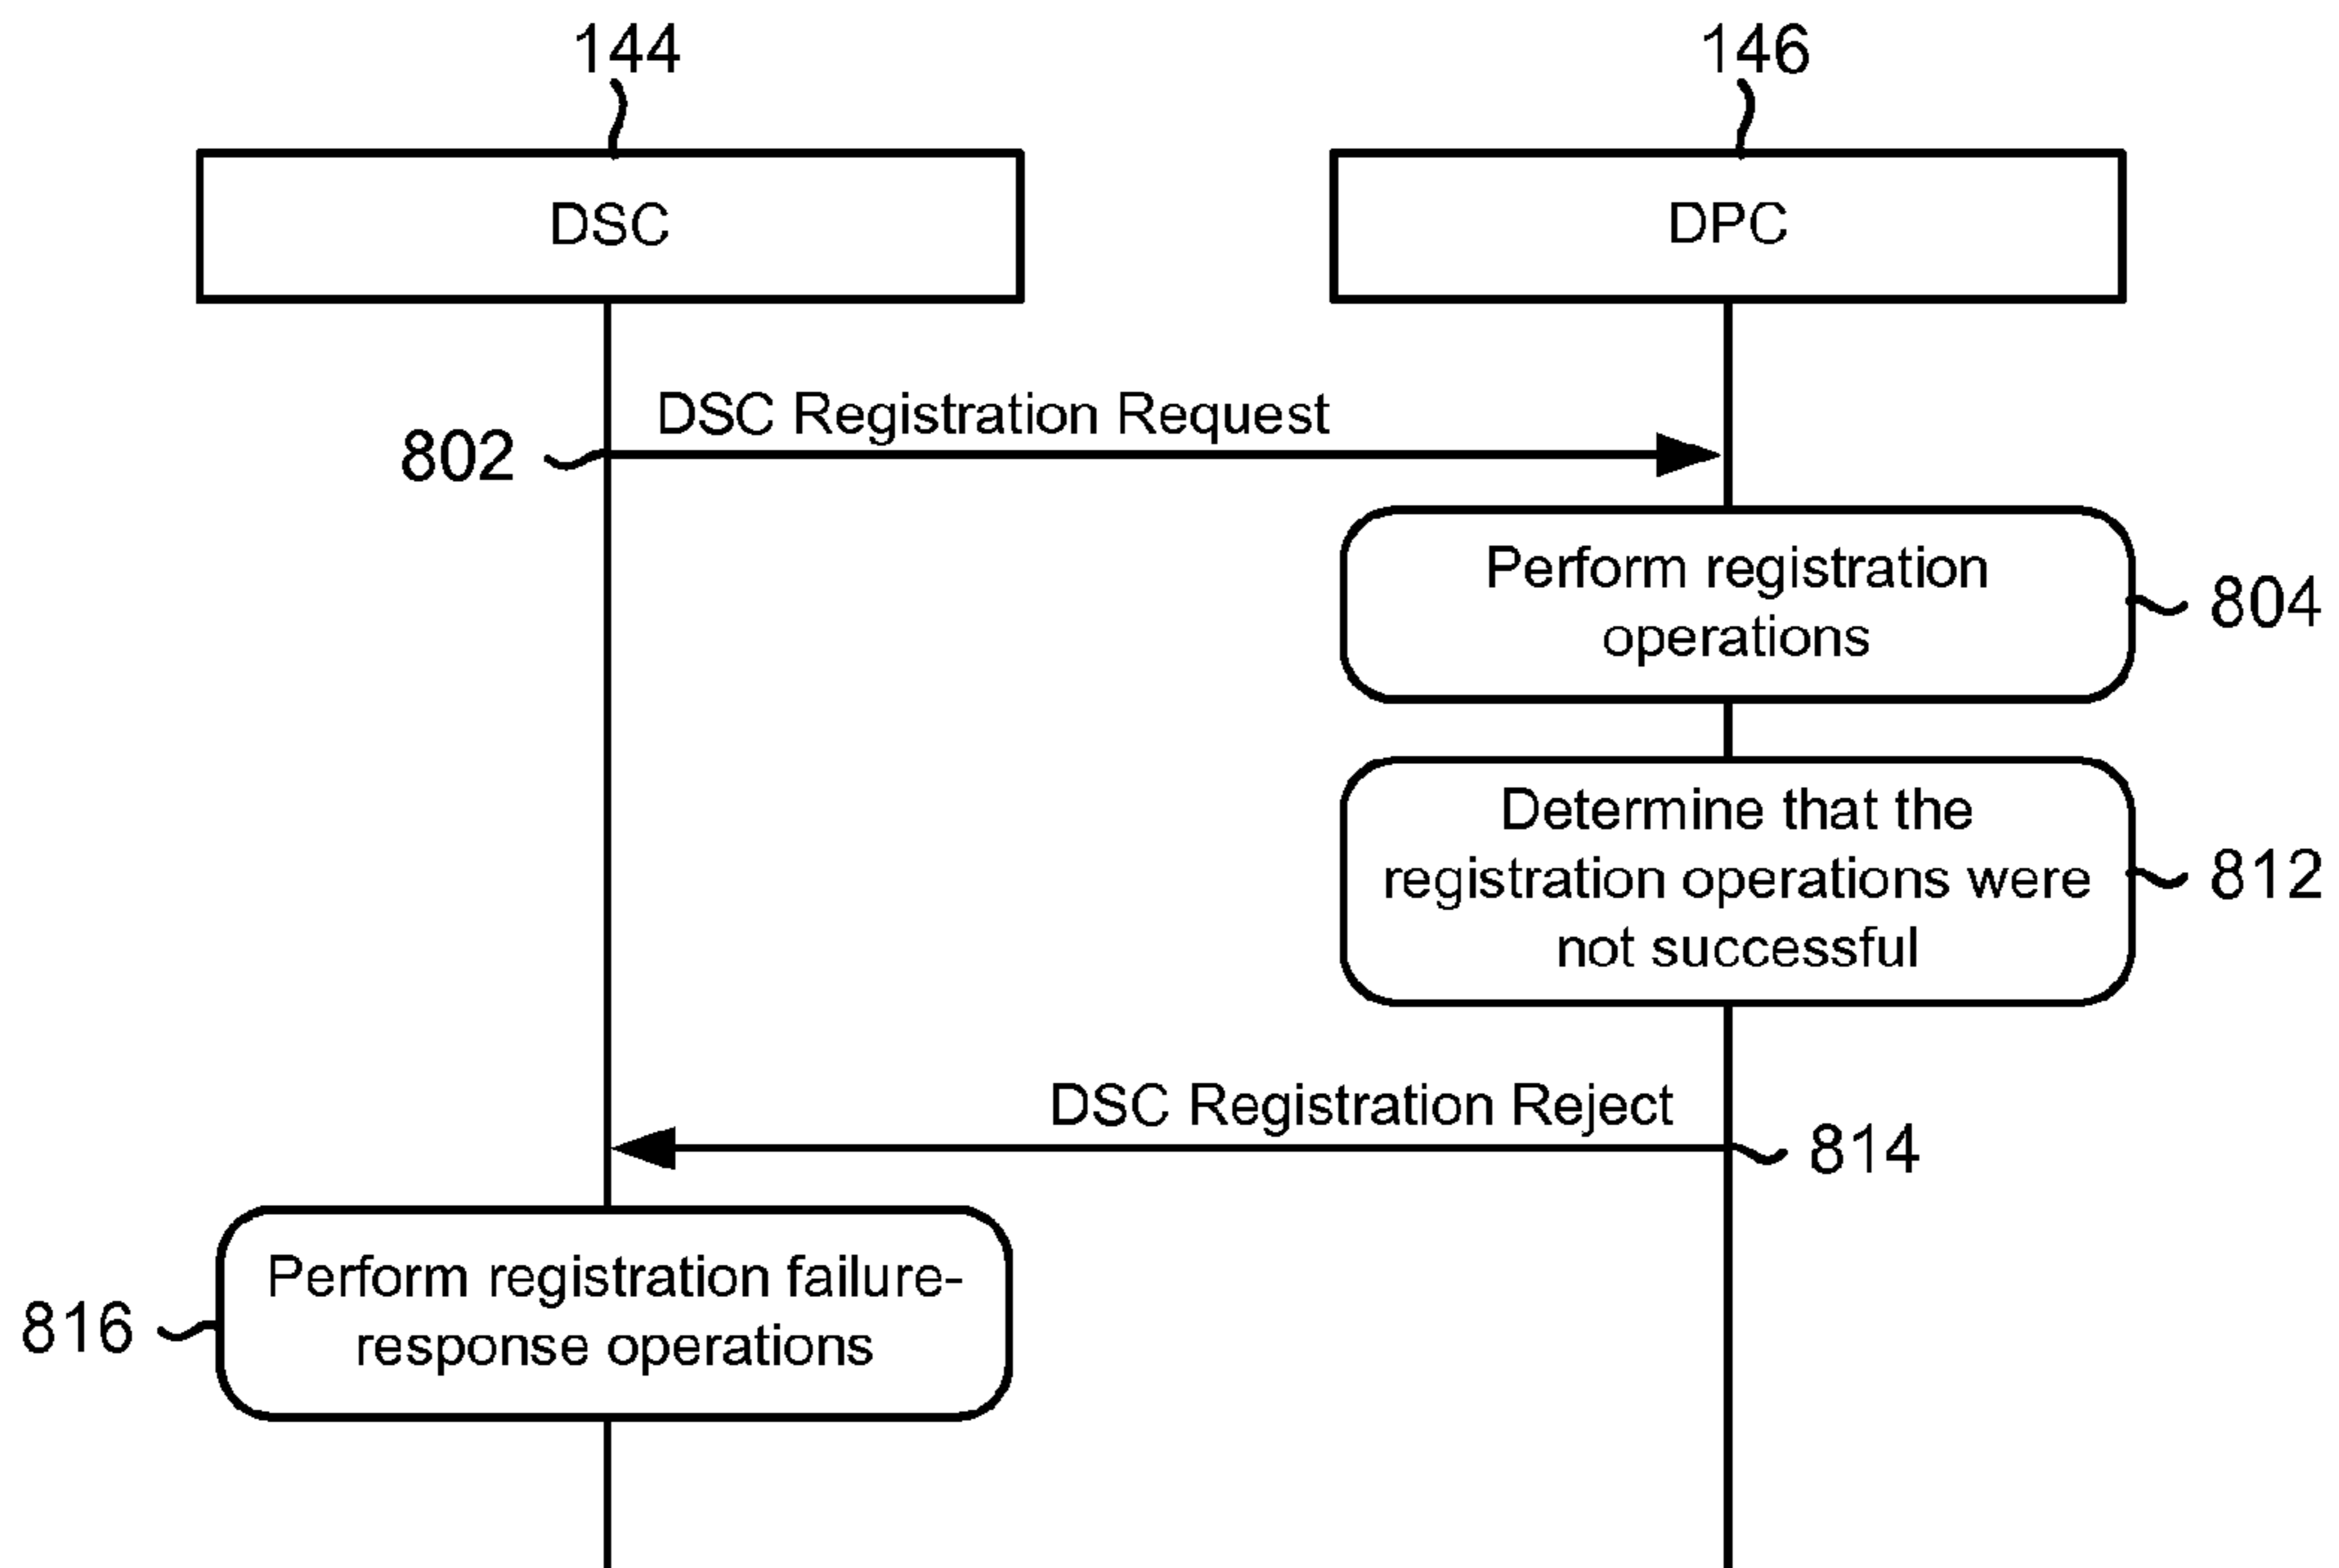 144
146
DSC
DPC
DSC Registration Request
802
Perform registration
operations
804
Determine that the
registration operations were
not successful
812
DSC Registration Reject
814
Perform registration failure-
response operations
816